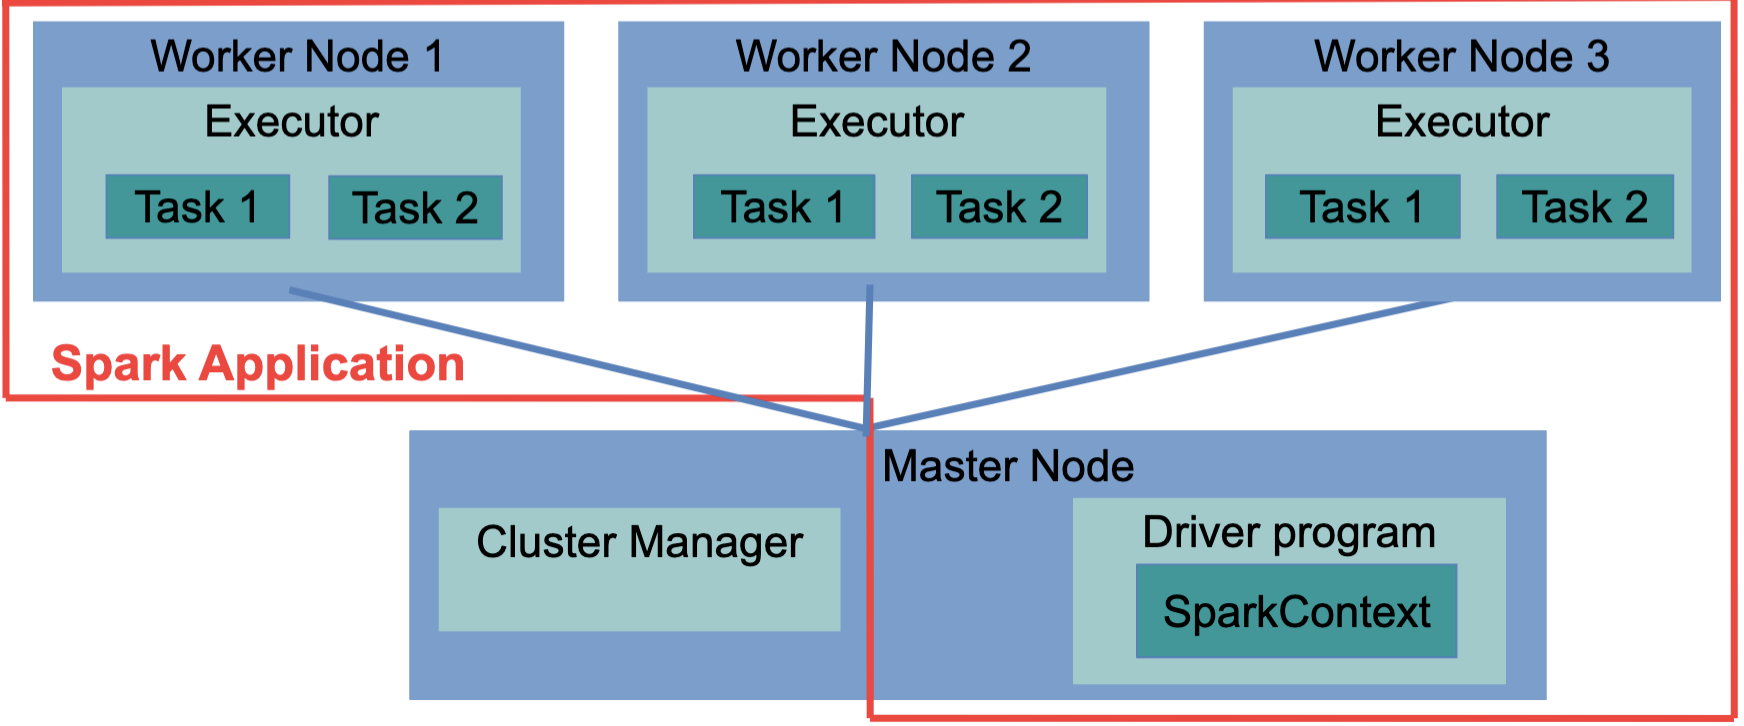 Worker Node 1
Executor
Task 1
Task 2
Worker Node 2
Executor
Task 1
Task 2
Worker Node 3
Executor
Task 1
Task 2
Spark Application
Master Node
Cluster Manager
Driver program
SparkContext